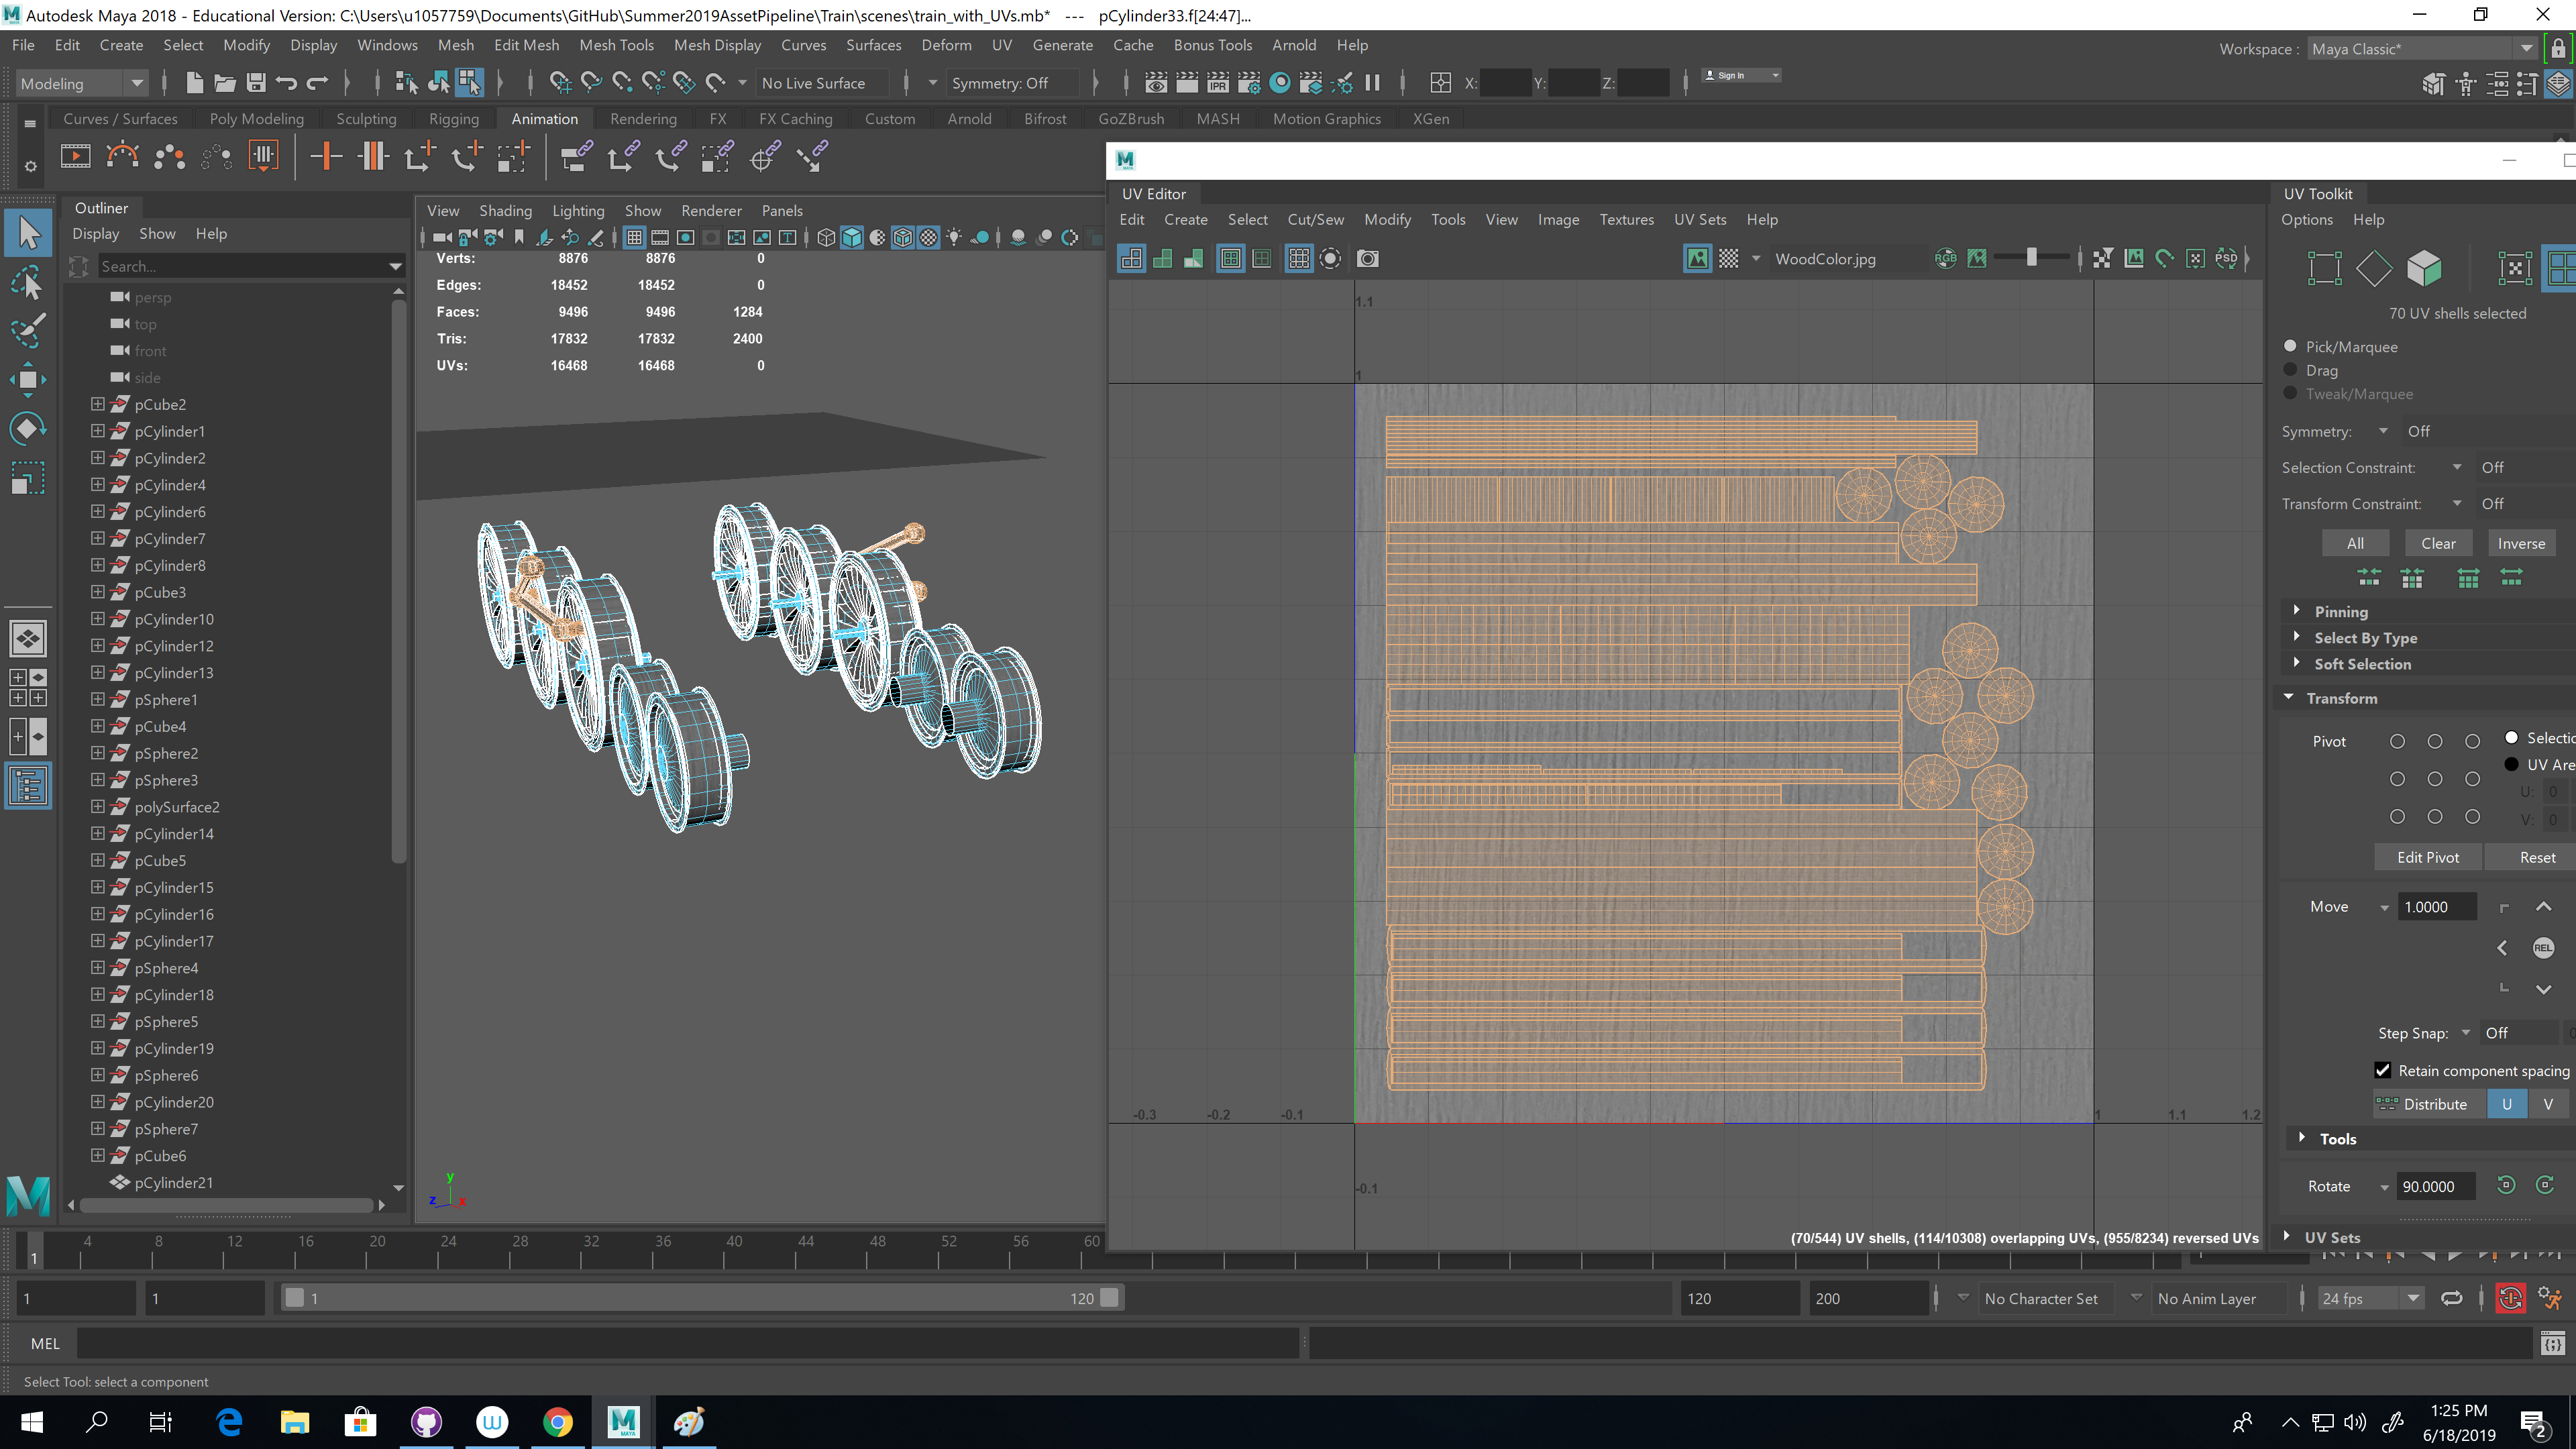 Autodesk Maya 2018 - Educational Version: C:\Users\u1057759\Documents\GitHub\Summer2019AssetPipeline\Train\scenes\train_with_UVs.mb*   ---   pCylinder33.f[24:47]...
File Edit Create Select Modify Display Windows Mesh Edit Mesh Mesh Tools Mesh Display Curves Surfaces Deform UV Generate Cache Bonus Tools Arnold Help
Workspace : Maya Classic*
Modeling No Live Surface Symmetry: Off IPR X: Y: Z: Sign In
Curves / Surfaces Poly Modeling Sculpting Rigging Animation Rendering FX FX Caching Custom Arnold Bifrost GoZBrush MASH Motion Graphics XGen
Outliner
Display Show Help
Search...
persp
top
front
side
pCube2
pCylinder1
pCylinder2
pCylinder4
pCylinder6
pCylinder7
pCylinder8
pCube3
pCylinder10
pCylinder12
pCylinder13
pSphere1
pCube4
pSphere2
pSphere3
polySurface2
pCylinder14
pCube5
pCylinder15
pCylinder16
pCylinder17
pSphere4
pCylinder18
pSphere5
pCylinder19
pSphere6
pCylinder20
pSphere7
pCube6
pCylinder21
View Shading Lighting Show Renderer Panels
Verts: 8876 8876 0
Edges: 18452 18452 0
Faces: 9496 9496 1284
Tris: 17832 17832 2400
UVs: 16468 16468 0
y
z x
M
MAYA
UV Editor
Edit Create Select Cut/Sew Modify Tools View Image Textures UV Sets Help
WoodColor.jpg RGB PSD
1.1
1
-0.3 -0.2 -0.1 1 1.1 1.2
-0.1
(70/544) UV shells, (114/10308) overlapping UVs, (955/8234) reversed UVs
UV Toolkit
Options Help
70 UV shells selected
Pick/Marquee
Drag
Tweak/Marquee
Symmetry: Off
Selection Constraint: Off
Transform Constraint: Off
All Clear Inverse
Pinning
Select By Type
Soft Selection
Transform
Pivot Selectio
UV Are
U: 0
V: 0
Edit Pivot Reset
Move 1.0000
REL
Step Snap: Off
Retain component spacing
Distribute U V
Tools
Rotate 90.0000
UV Sets
1 4 8 12 16 20 24 28 32 36 40 44 48 52 56 60
1 1 1 120 120 200 No Character Set No Anim Layer 24 fps
MEL
Select Tool: select a component
1:25 PM
6/18/2019
2